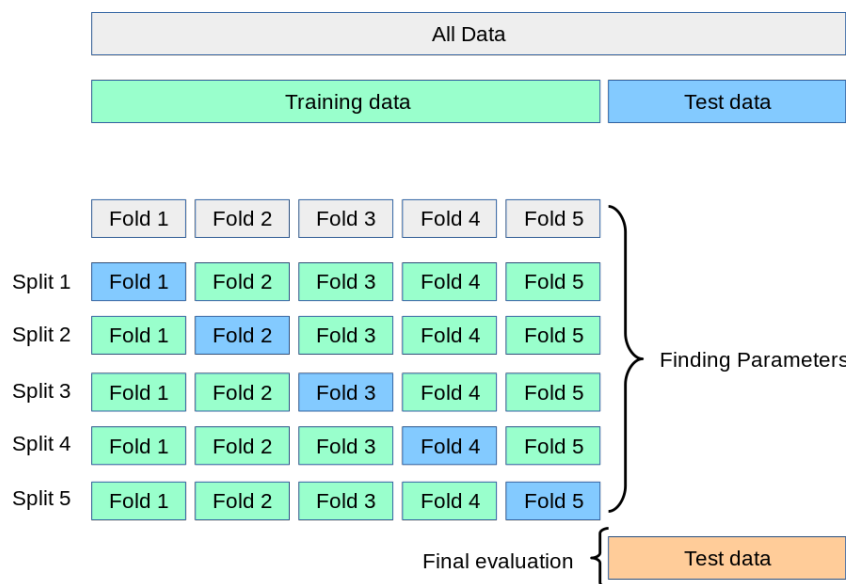 All Data
Training data Test data
Fold 1 Fold 2 Fold 3 Fold 4 Fold 5
Split 1 Fold 1 Fold 2 Fold 3 Fold 4 Fold 5
Split 2 Fold 1 Fold 2 Fold 3 Fold 4 Fold 5
Finding Parameters
Split 3 Fold 1 Fold 2 Fold 3 Fold 4 Fold 5
Split 4 Fold 1 Fold 2 Fold 3 Fold 4 Fold 5
Split 5 Fold 1 Fold 2 Fold 3 Fold 4 Fold 5
Final evaluation Test data